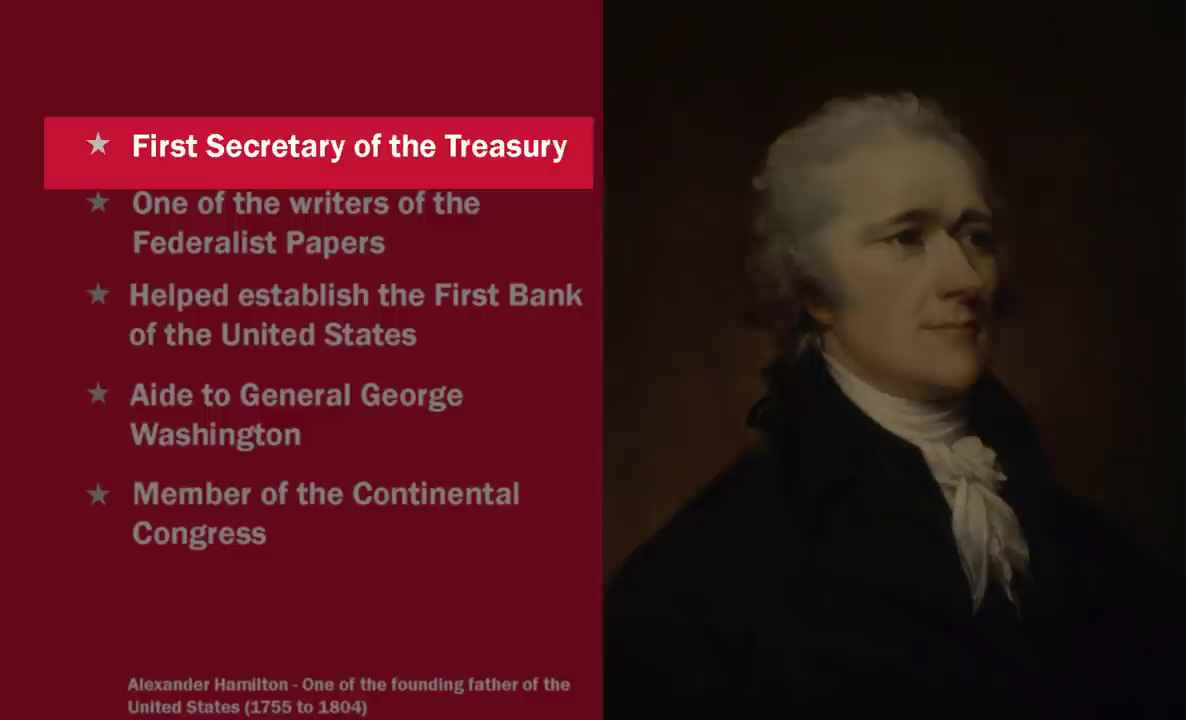 First Secretary of the Treasury
One of the writers of the
Federalist Papers
Helped establish the First Bank
of the United States
Aide to General George
Washington
Member of the Continental
Congress
Alexander Hamilton - One of the founding father of the
United States (1755 to 1804)